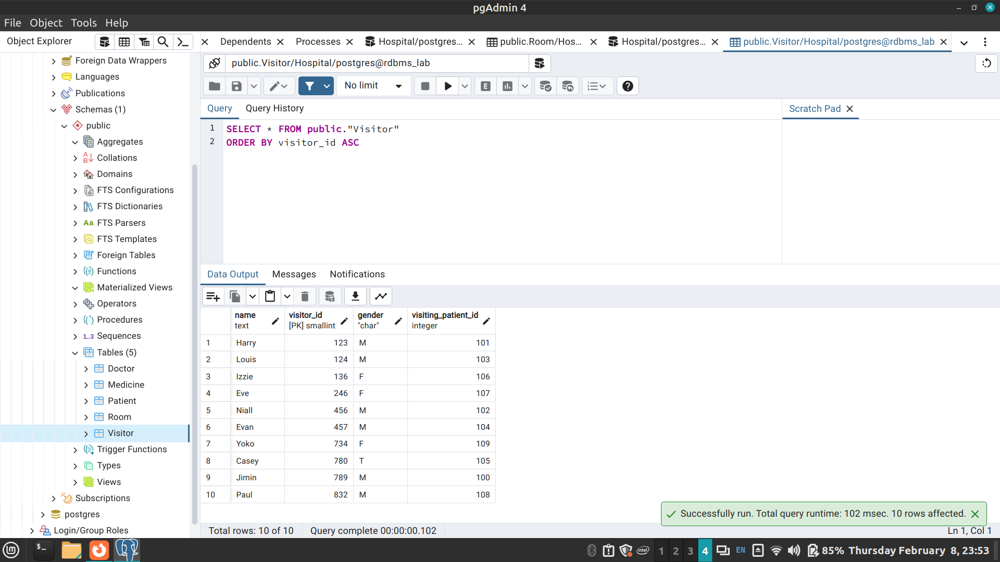 pgAdmin 4
File Object Tools Help
Object Explorer
Dependents Processes Hospital/postgres... public.Room/Hos... Hospital/postgres... public.Visitor/Hospital/postgres@rdbms_lab
public.Visitor/Hospital/postgres@rdbms_lab
No limit
E
Query Query History
Scratch Pad
1 SELECT * FROM public."Visitor"
2 ORDER BY visitor_id ASC
Foreign Data Wrappers
Languages
Publications
Schemas (1)
public
Aggregates
Collations
Domains
FTS Configurations
FTS Dictionaries
Aa FTS Parsers
FTS Templates
Foreign Tables
Functions
Materialized Views
Operators
Procedures
1..3 Sequences
Tables (5)
Doctor
Medicine
Patient
Room
Visitor
Trigger Functions
Types
Views
Subscriptions
postgres
Login/Group Roles
Data Output Messages Notifications
name visitor_id gender visiting_patient_id
text [PK] smallint "char" integer
1 Harry 123 M 101
2 Louis 124 M 103
3 Izzie 136 F 106
4 Eve 246 F 107
5 Niall 456 M 102
6 Evan 457 M 104
7 Yoko 734 F 109
8 Casey 780 T 105
9 Jimin 789 M 100
10 Paul 832 M 108
Successfully run. Total query runtime: 102 msec. 10 rows affected.
Total rows: 10 of 10 Query complete 00:00:00.102 Ln 1, Col 1
intel 1 2 3 4 EN 85% Thursday February 8, 23:53